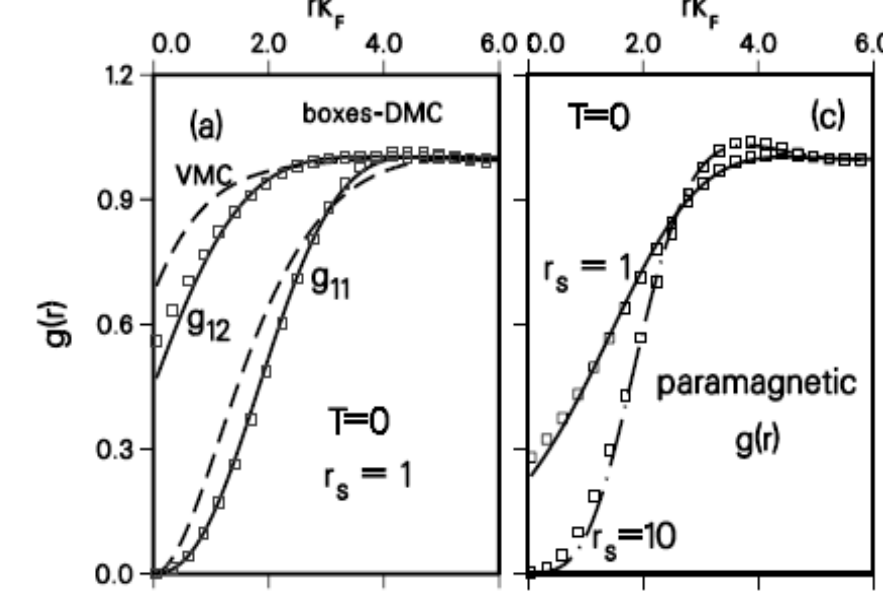 rk_F rk_F
0.0 2.0 4.0 6.0 0.0 2.0 4.0 6.0
1.2
(a) boxes-DMC T=0 (c)
VMC
0.9
g_11 r_s = 1
g(r) 0.6 g_12
paramagnetic
T=0 g(r)
0.3 r_s = 1
r_s=10
0.0